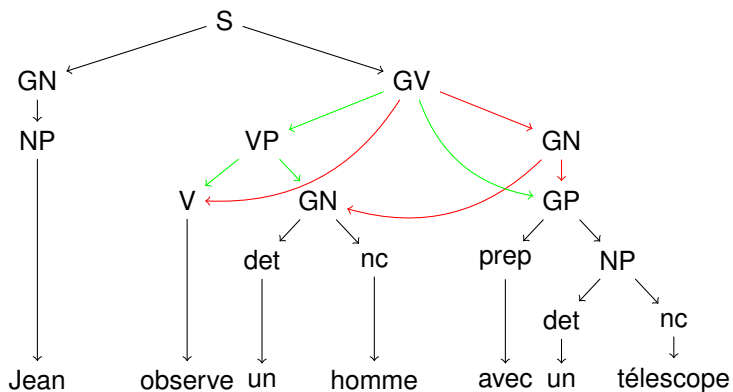 S
GN GV
NP VP GN
V GN GP
det nc prep NP
det nc
Jean observe un homme avec un télescope